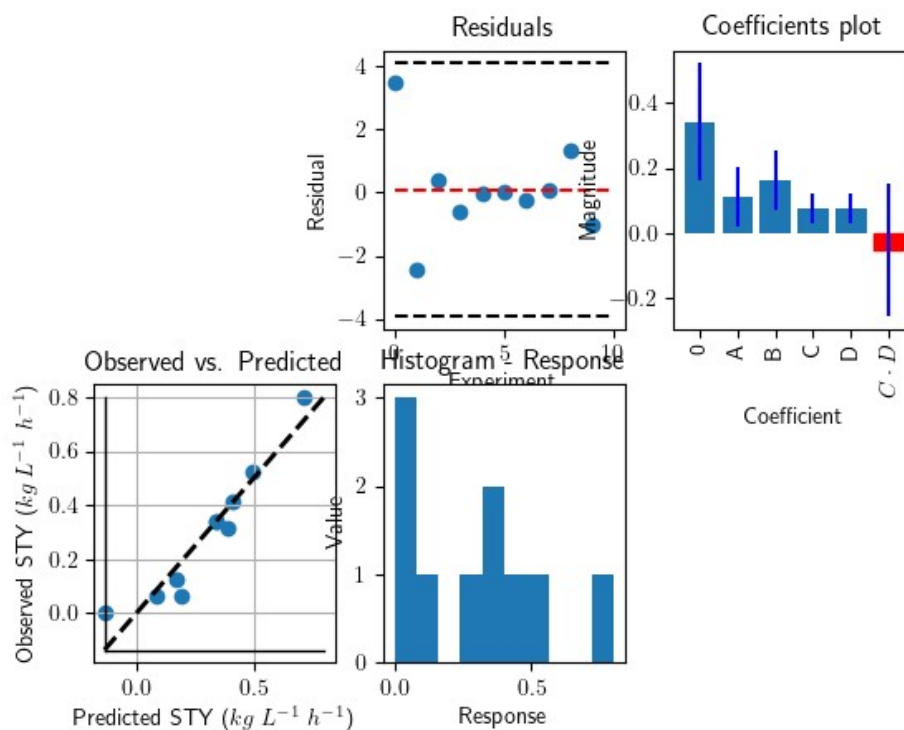 Residuals
4
2
0
−2
−4
Residual
0
5
10
Experiment
Coefficients plot
0.4
0.2
0.0
−0.2
Magnitude
0
A
B
C
D
C · D
Coefficient
Observed vs. Predicted
0.8
0.6
0.4
0.2
0.0
Observed STY (kg L⁻¹ h⁻¹)
0.0
0.5
Predicted STY (kg L⁻¹ h⁻¹)
Histogram - Response
3
2
1
0
Value
0.0
0.5
Response